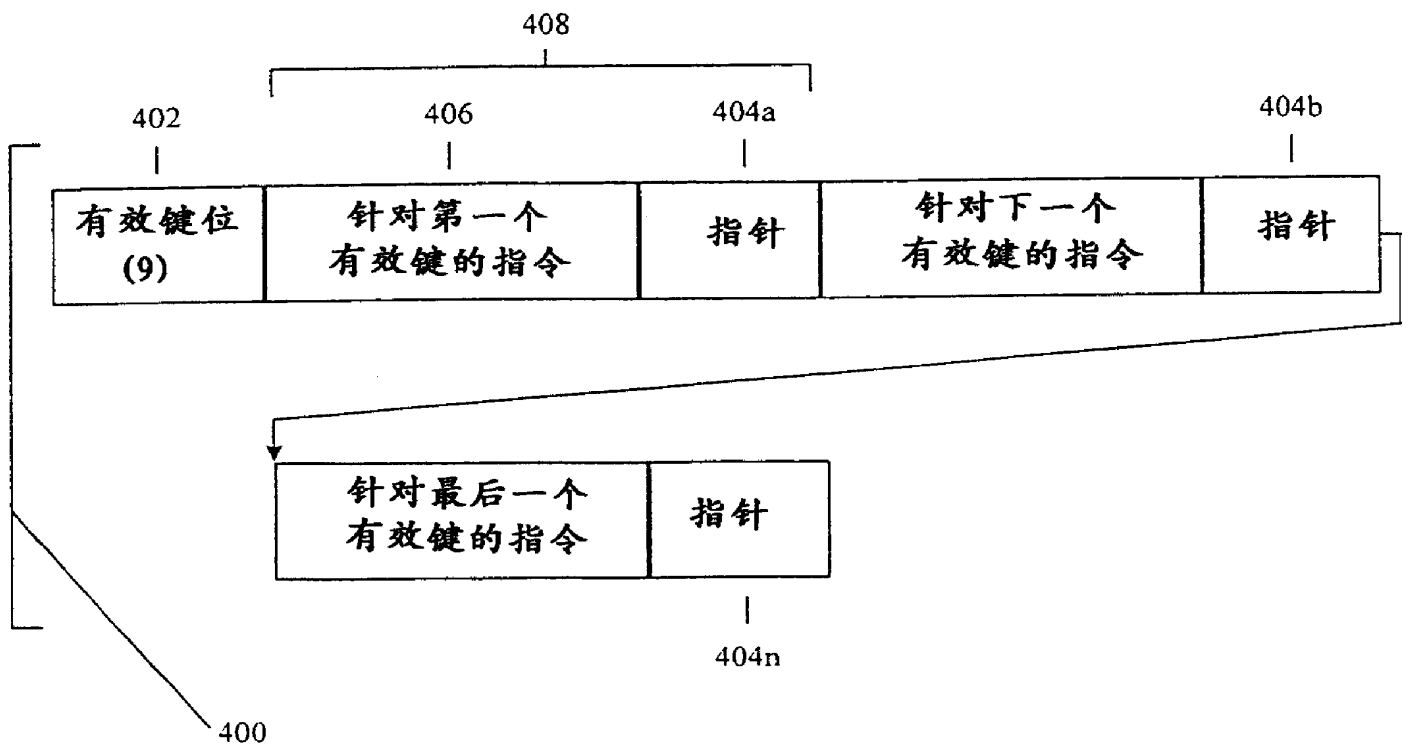 408
402
406
404a
404b
有效键位
(9)
针对第一个
有效键的指令
指针
针对下一个
有效键的指令
指针
针对最后一个
有效键的指令
指针
404n
400